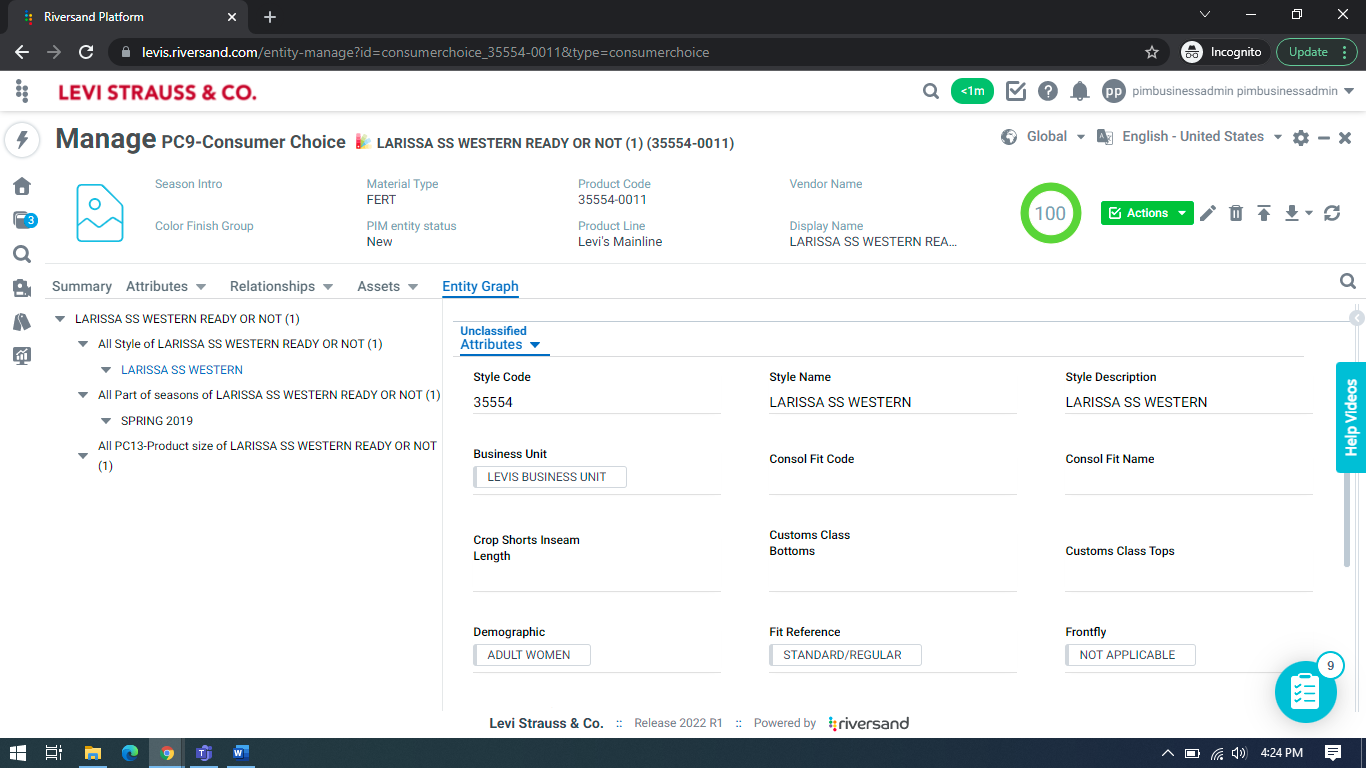 Riversand Platform
levis.riversand.com/entity-manage?id=consumerchoice_35554-0011&type=consumerchoice
Incognito
Update
LEVI STRAUSS & CO.
<1m
pp
pimbusinessadmin pimbusinessadmin
Manage PC9-Consumer Choice LARISSA SS WESTERN READY OR NOT (1) (35554-0011)
Global
English - United States
Season Intro
Material Type
FERT
Product Code
35554-0011
Vendor Name
Color Finish Group
PIM entity status
New
Product Line
Levi's Mainline
Display Name
LARISSA SS WESTERN REA...
100
Actions
3
Summary
Attributes
Relationships
Assets
Entity Graph
LARISSA SS WESTERN READY OR NOT (1)
All Style of LARISSA SS WESTERN READY OR NOT (1)
LARISSA SS WESTERN
All Part of seasons of LARISSA SS WESTERN READY OR NOT (1)
SPRING 2019
All PC13-Product size of LARISSA SS WESTERN READY OR NOT
(1)
Unclassified
Attributes
Style Code
35554
Style Name
LARISSA SS WESTERN
Style Description
LARISSA SS WESTERN
Business Unit
LEVIS BUSINESS UNIT
Consol Fit Code
Consol Fit Name
Crop Shorts Inseam
Length
Customs Class
Bottoms
Customs Class Tops
Demographic
ADULT WOMEN
Fit Reference
STANDARD/REGULAR
Frontfly
NOT APPLICABLE
Help Videos
9
Levi Strauss & Co. :: Release 2022 R1 :: Powered by riversand
4:24 PM